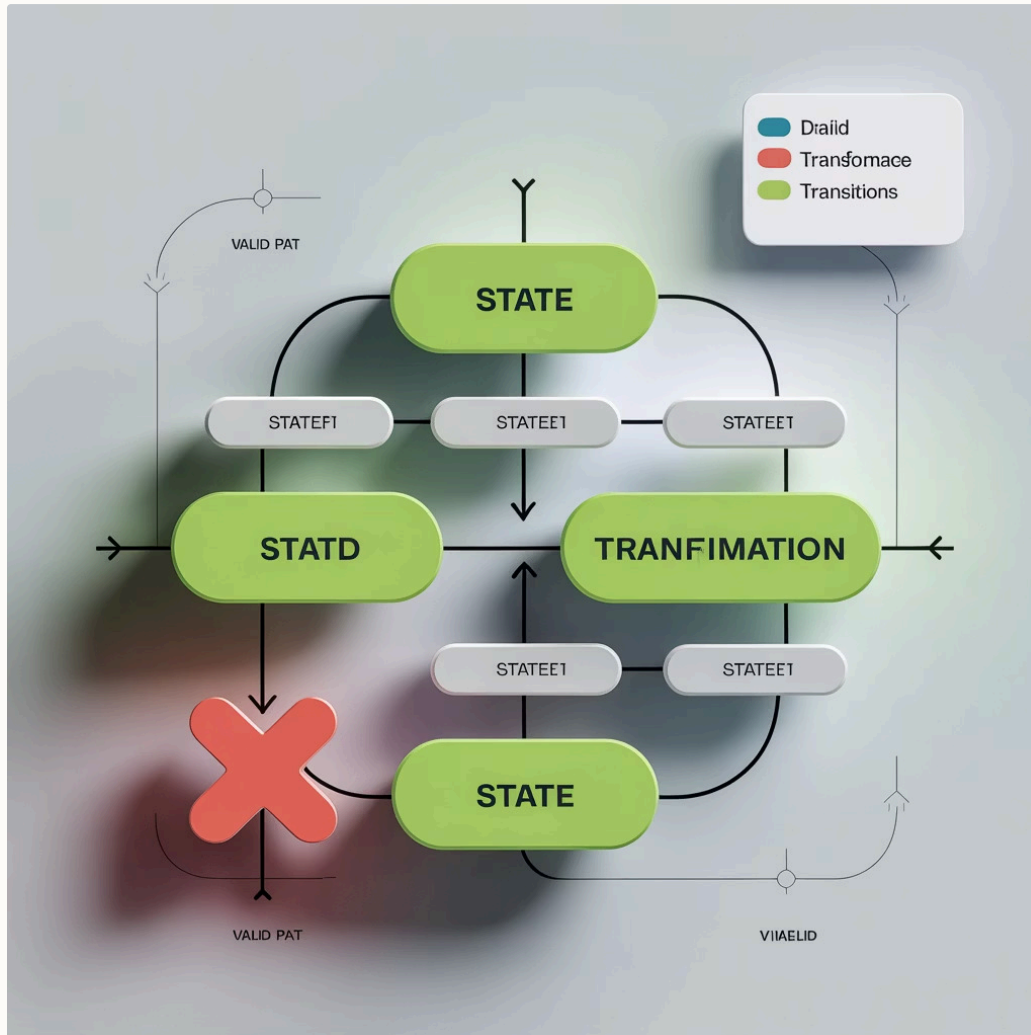 Draiid
Transfomace
Transitions
VALID PAT
STATE
STATEF1
STATEE1
STATEE1
STATD
TRANFIMATION
STATEE1
STATEE1
STATE
VALID PAT
VIIAELID